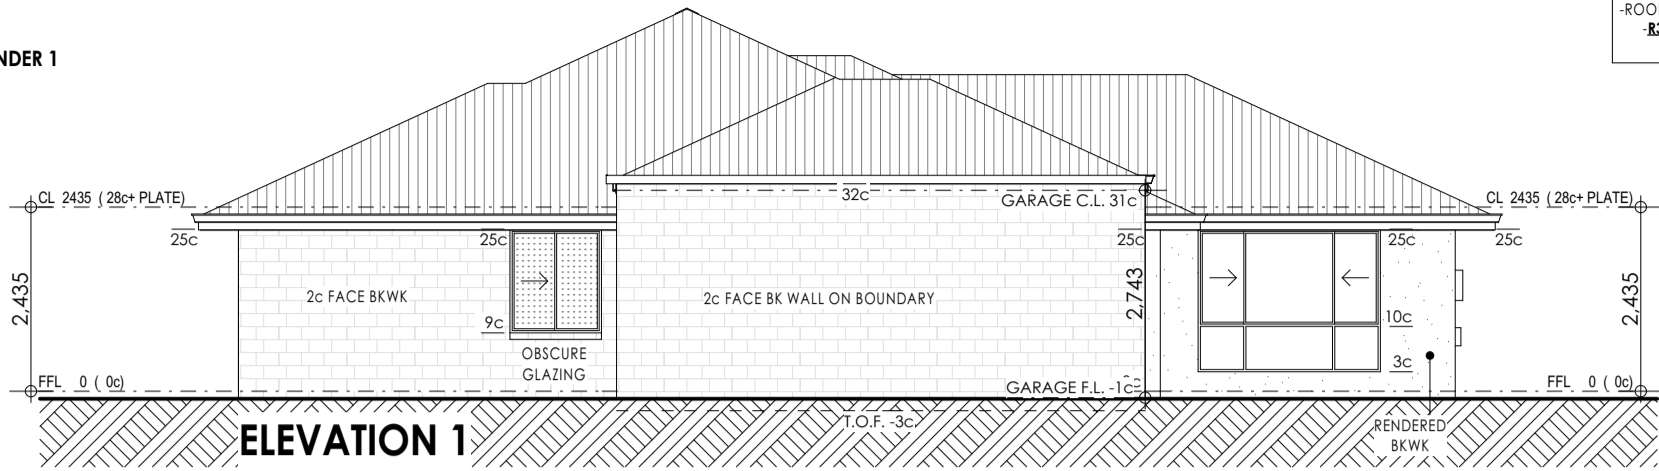 -ROO
-R3
NDER 1
CL 2435 ( 28c+ PLATE)
CL 2435 ( 28c+ PLATE)
32c
GARAGE C.L. 31c
25c
25c
25c
25c
25c
2,435
2c FACE BKWK
2c FACE BK WALL ON BOUNDARY
2,743
2,435
9c
10c
OBSCURE
GLAZING
3c
FFL 0 ( 0c)
GARAGE F.L. -1c
FFL 0 ( 0c)
T.O.F. -3c
ELEVATION 1
RENDERED
BKWK